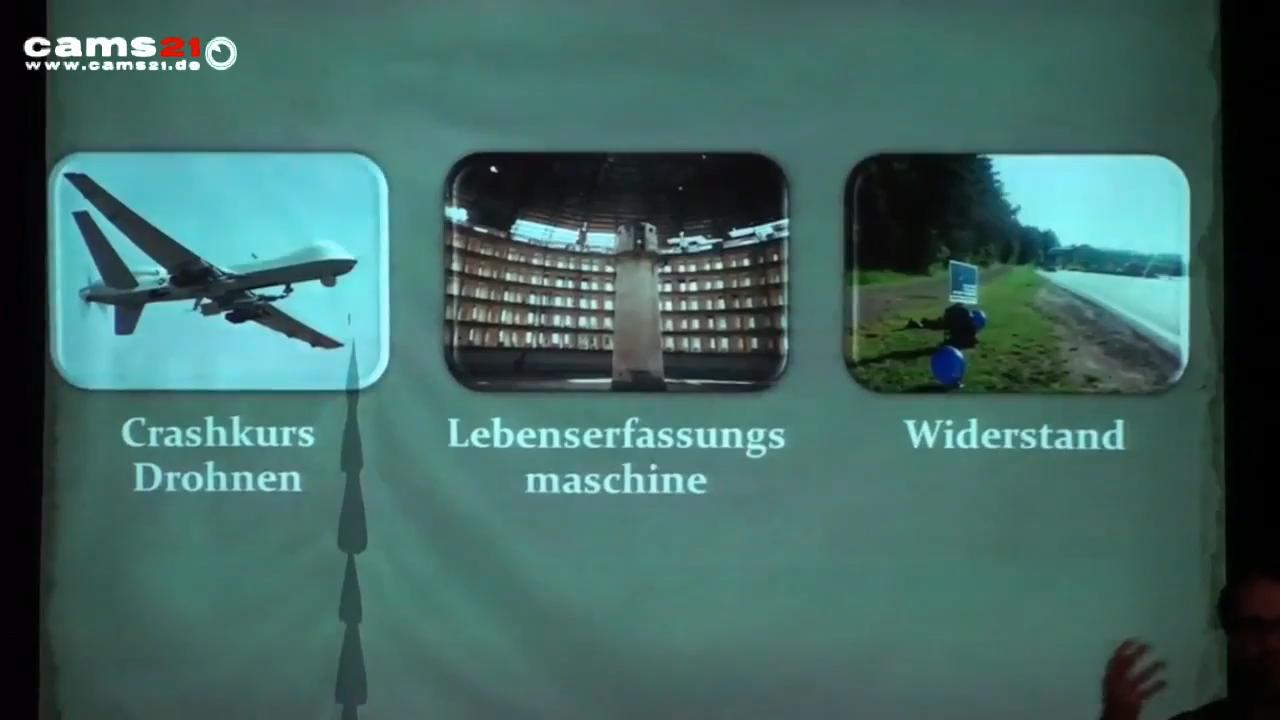 cams21
www.cams21.de
Crashkurs
Drohnen
Lebenserfassungs
maschine
Widerstand